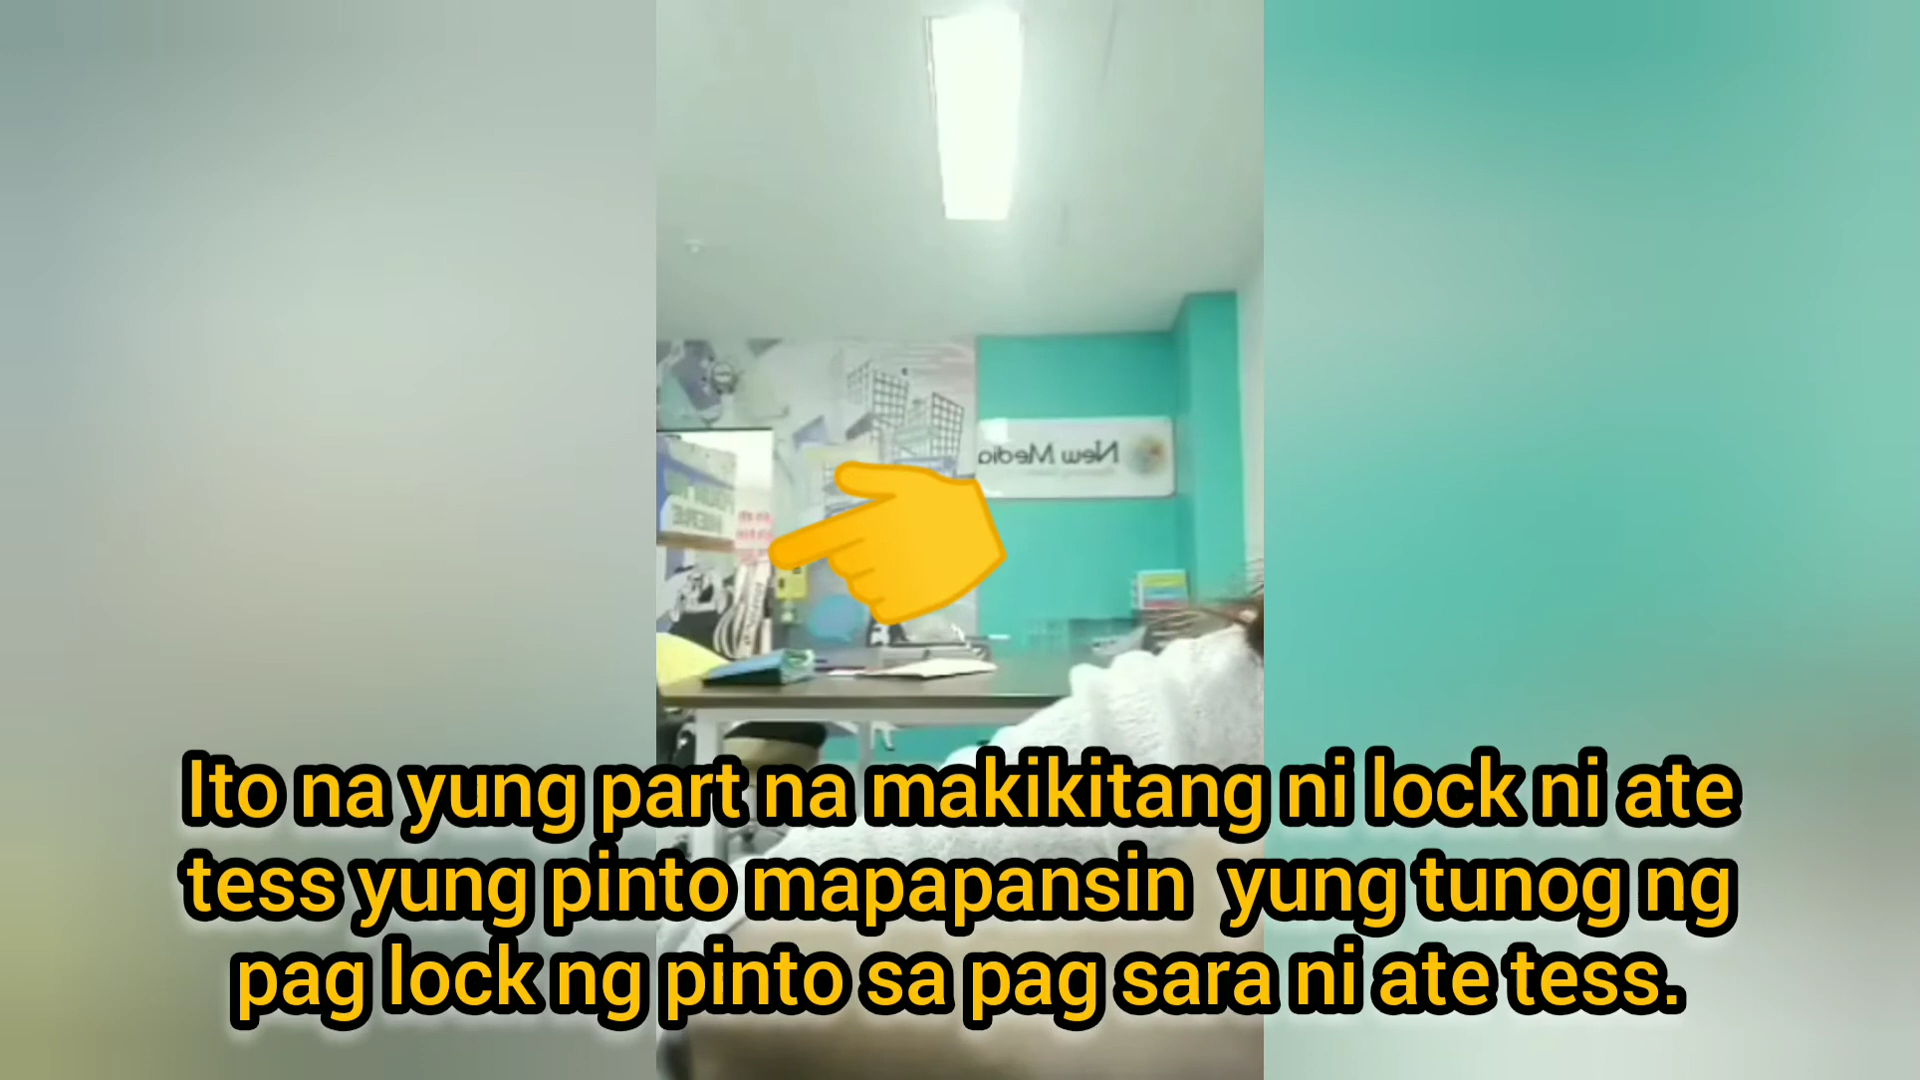 New Media
Ito na yung part na makikitang ni lock ni ate
tess yung pinto mapapansin yung tunog ng
pag lock ng pinto sa pag sara ni ate tess.